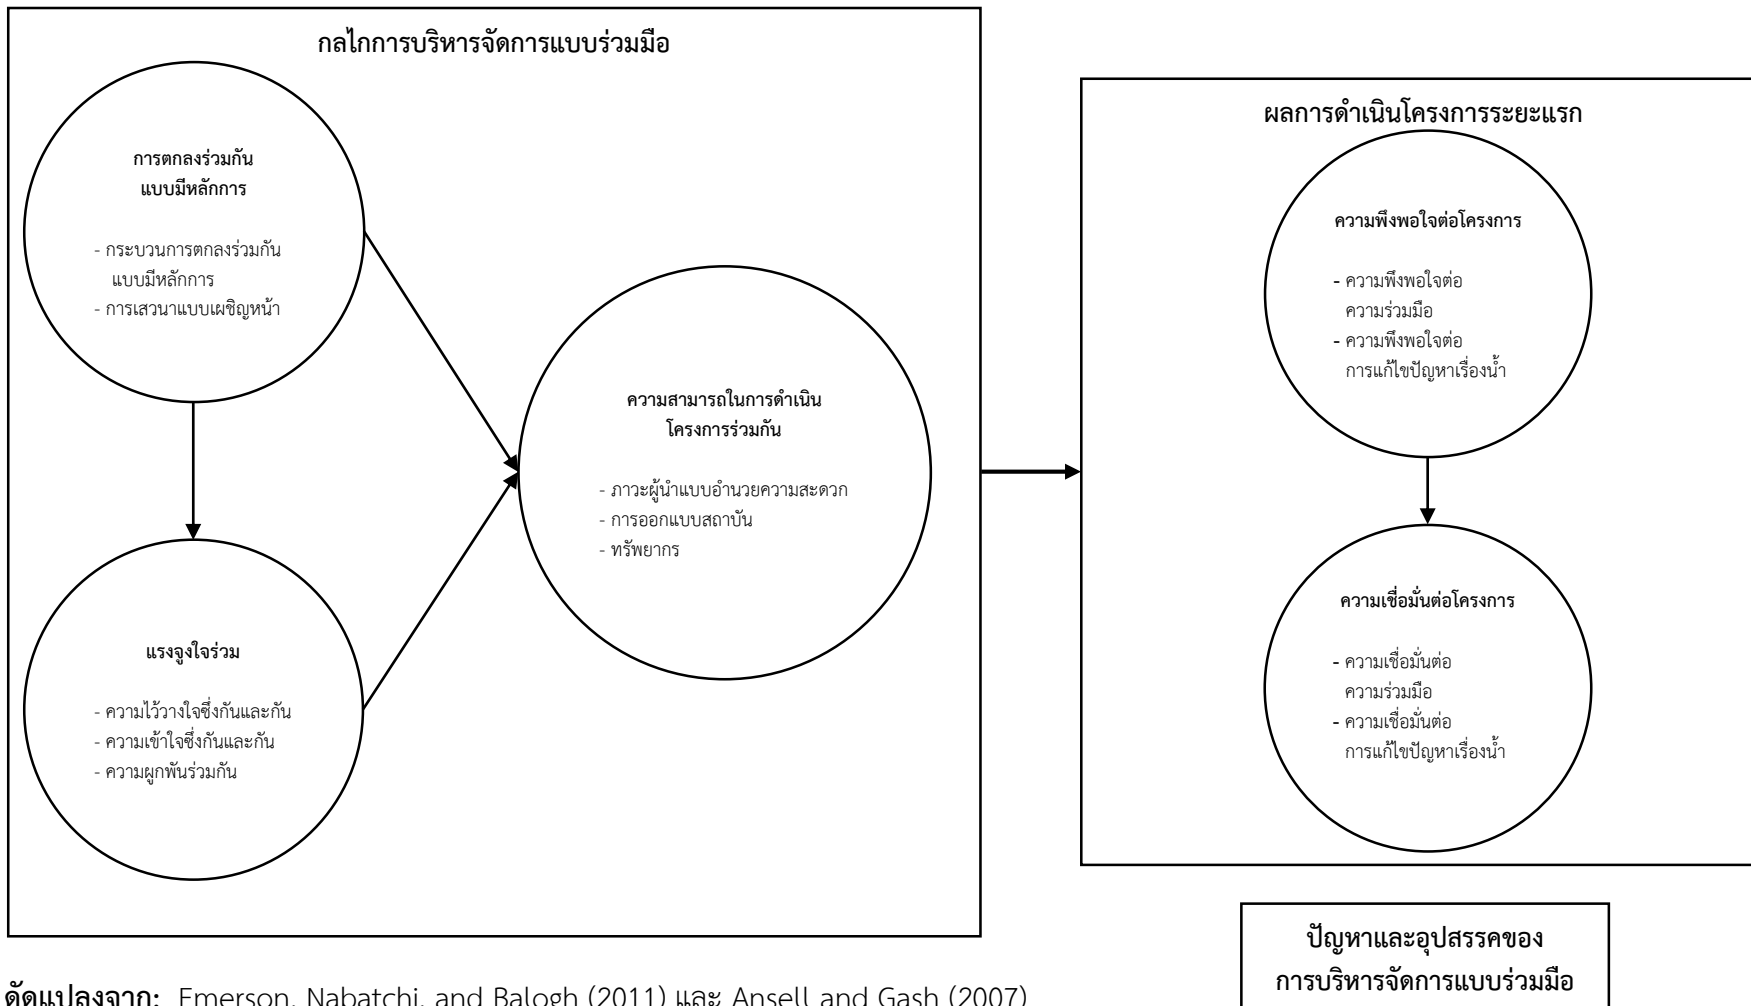 กลไกการบริหารจัดการแบบร่วมมือ
การตกลงร่วมกัน
แบบมีหลักการ
- กระบวนการตกลงร่วมกัน
แบบมีหลักการ
- การเสวนาแบบเผชิญหน้า
แรงจูงใจร่วม
- ความไว้วางใจซึ่งกันและกัน
- ความเข้าใจซึ่งกันและกัน
- ความผูกพันร่วมกัน
ความสามารถในการดำเนิน
โครงการร่วมกัน
- ภาวะผู้นำแบบอำนวยความสะดวก
- การออกแบบสถาบัน
- ทรัพยากร
ผลการดำเนินโครงการระยะแรก
ความพึงพอใจต่อโครงการ
- ความพึงพอใจต่อ
ความร่วมมือ
- ความพึงพอใจต่อ
การแก้ไขปัญหาเรื่องน้ำ
ความเชื่อมั่นต่อโครงการ
- ความเชื่อมั่นต่อ
ความร่วมมือ
- ความเชื่อมั่นต่อ
การแก้ไขปัญหาเรื่องน้ำ
ปัญหาและอุปสรรคของ
การบริหารจัดการแบบร่วมมือ
ดัดแปลงจาก: Emerson, Nabatchi, and Balogh (2011) และ Ansell and Gash (2007)